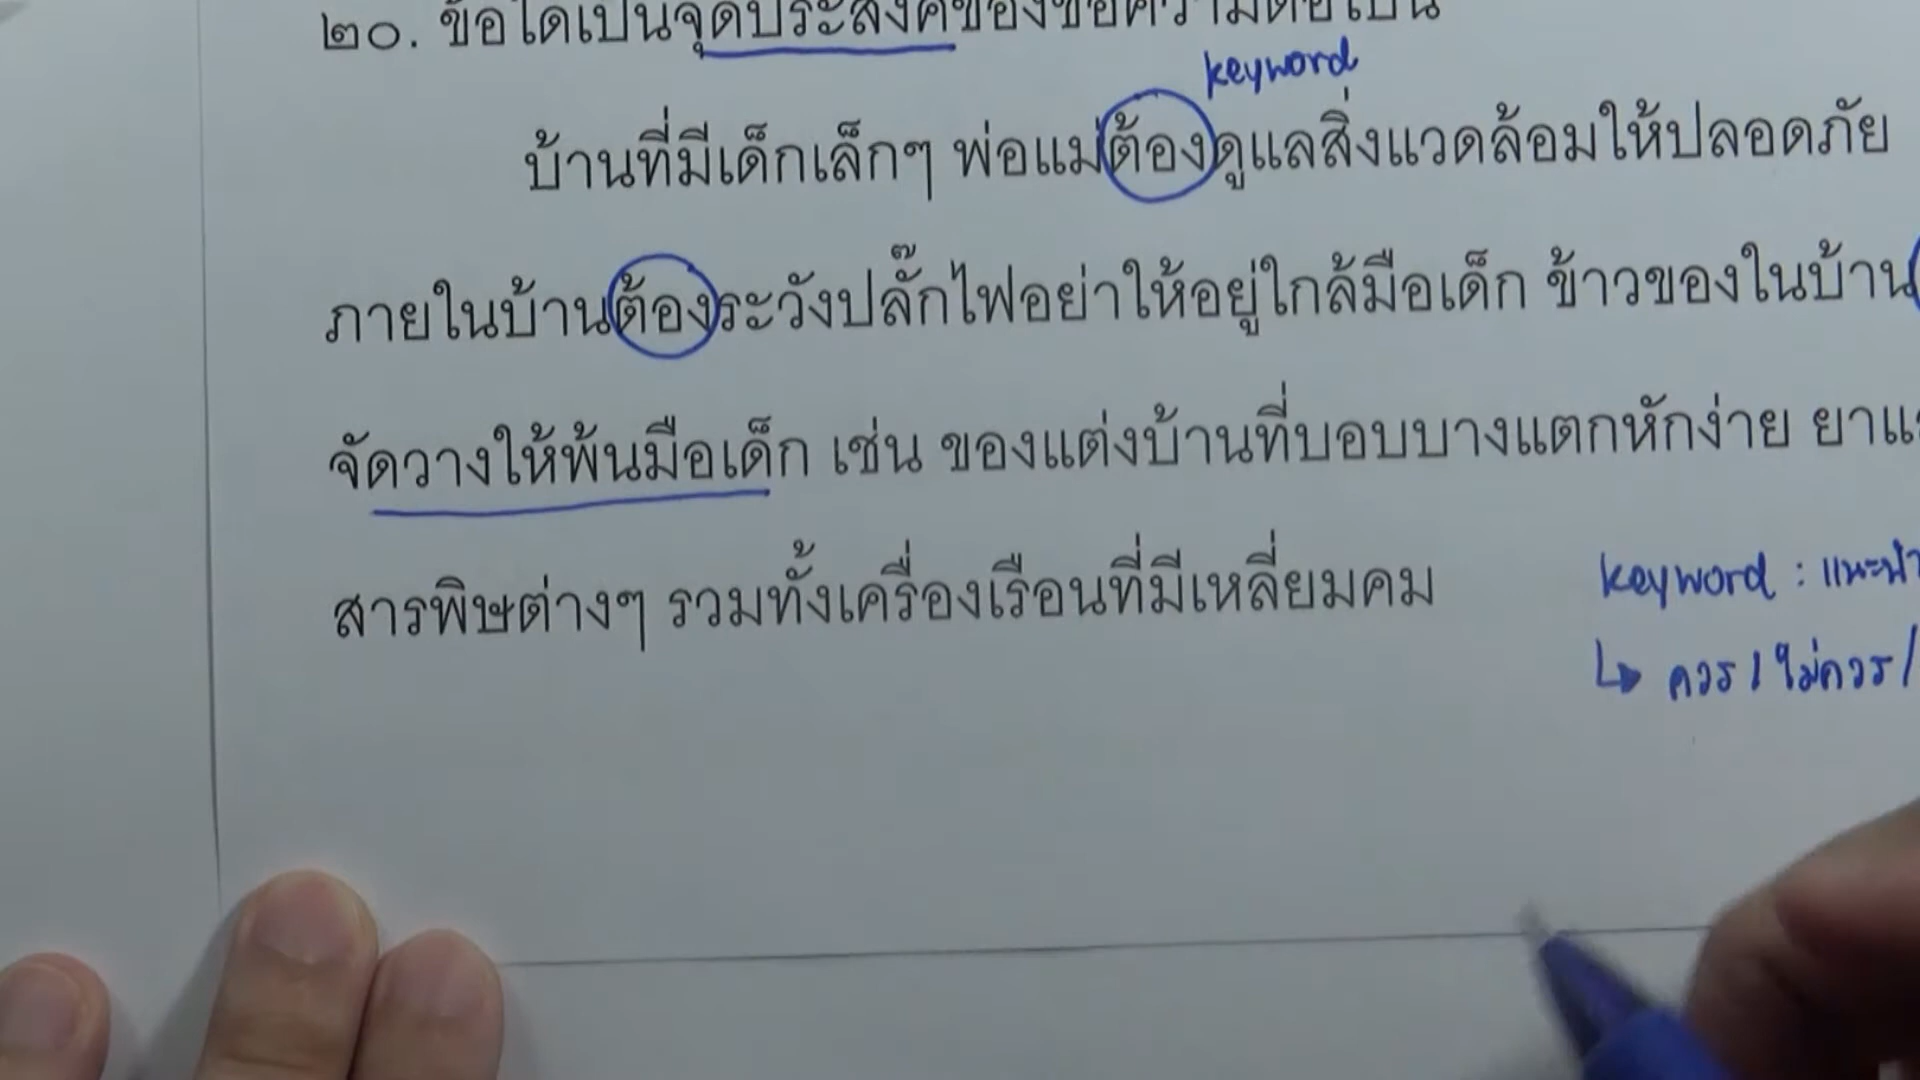 ๒๐. ข้อใดเป็นจุดประสงค์ของข้อความต่อไปนี้
keyword
บ้านที่มีเด็กเล็กๆ พ่อแม่ต้องดูแลสิ่งแวดล้อมให้ปลอดภัย
ภายในบ้านต้องระวังปลั๊กไฟอย่าให้อยู่ใกล้มือเด็ก ข้าวของในบ้าน
จัดวางให้พ้นมือเด็ก เช่น ของแต่งบ้านที่บอบบางแตกหักง่าย
สารพิษต่างๆ รวมทั้งเครื่องเรือนที่มีเหลี่ยมคม
keyword : แนะนำ
↳ ควร / ไม่ควร /